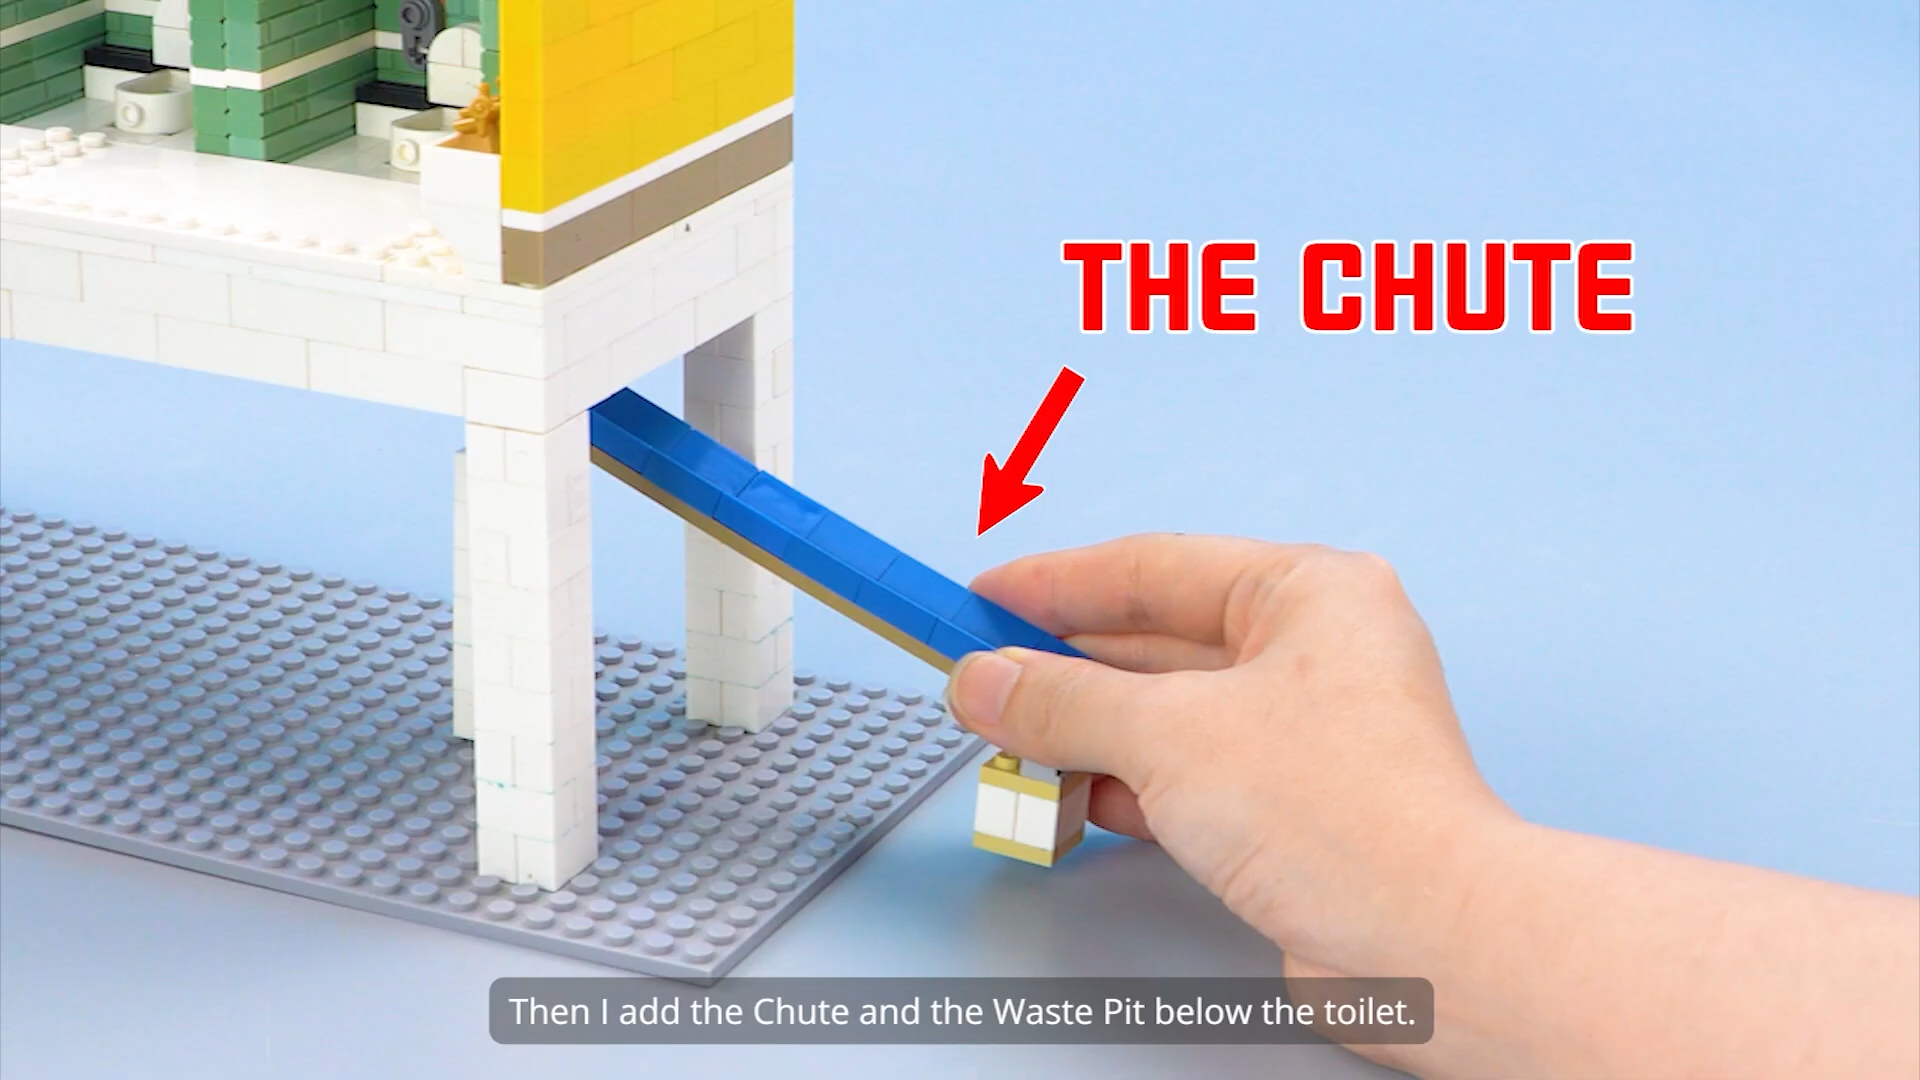 THE CHUTE
Then I add the Chute and the Waste Pit below the toilet.